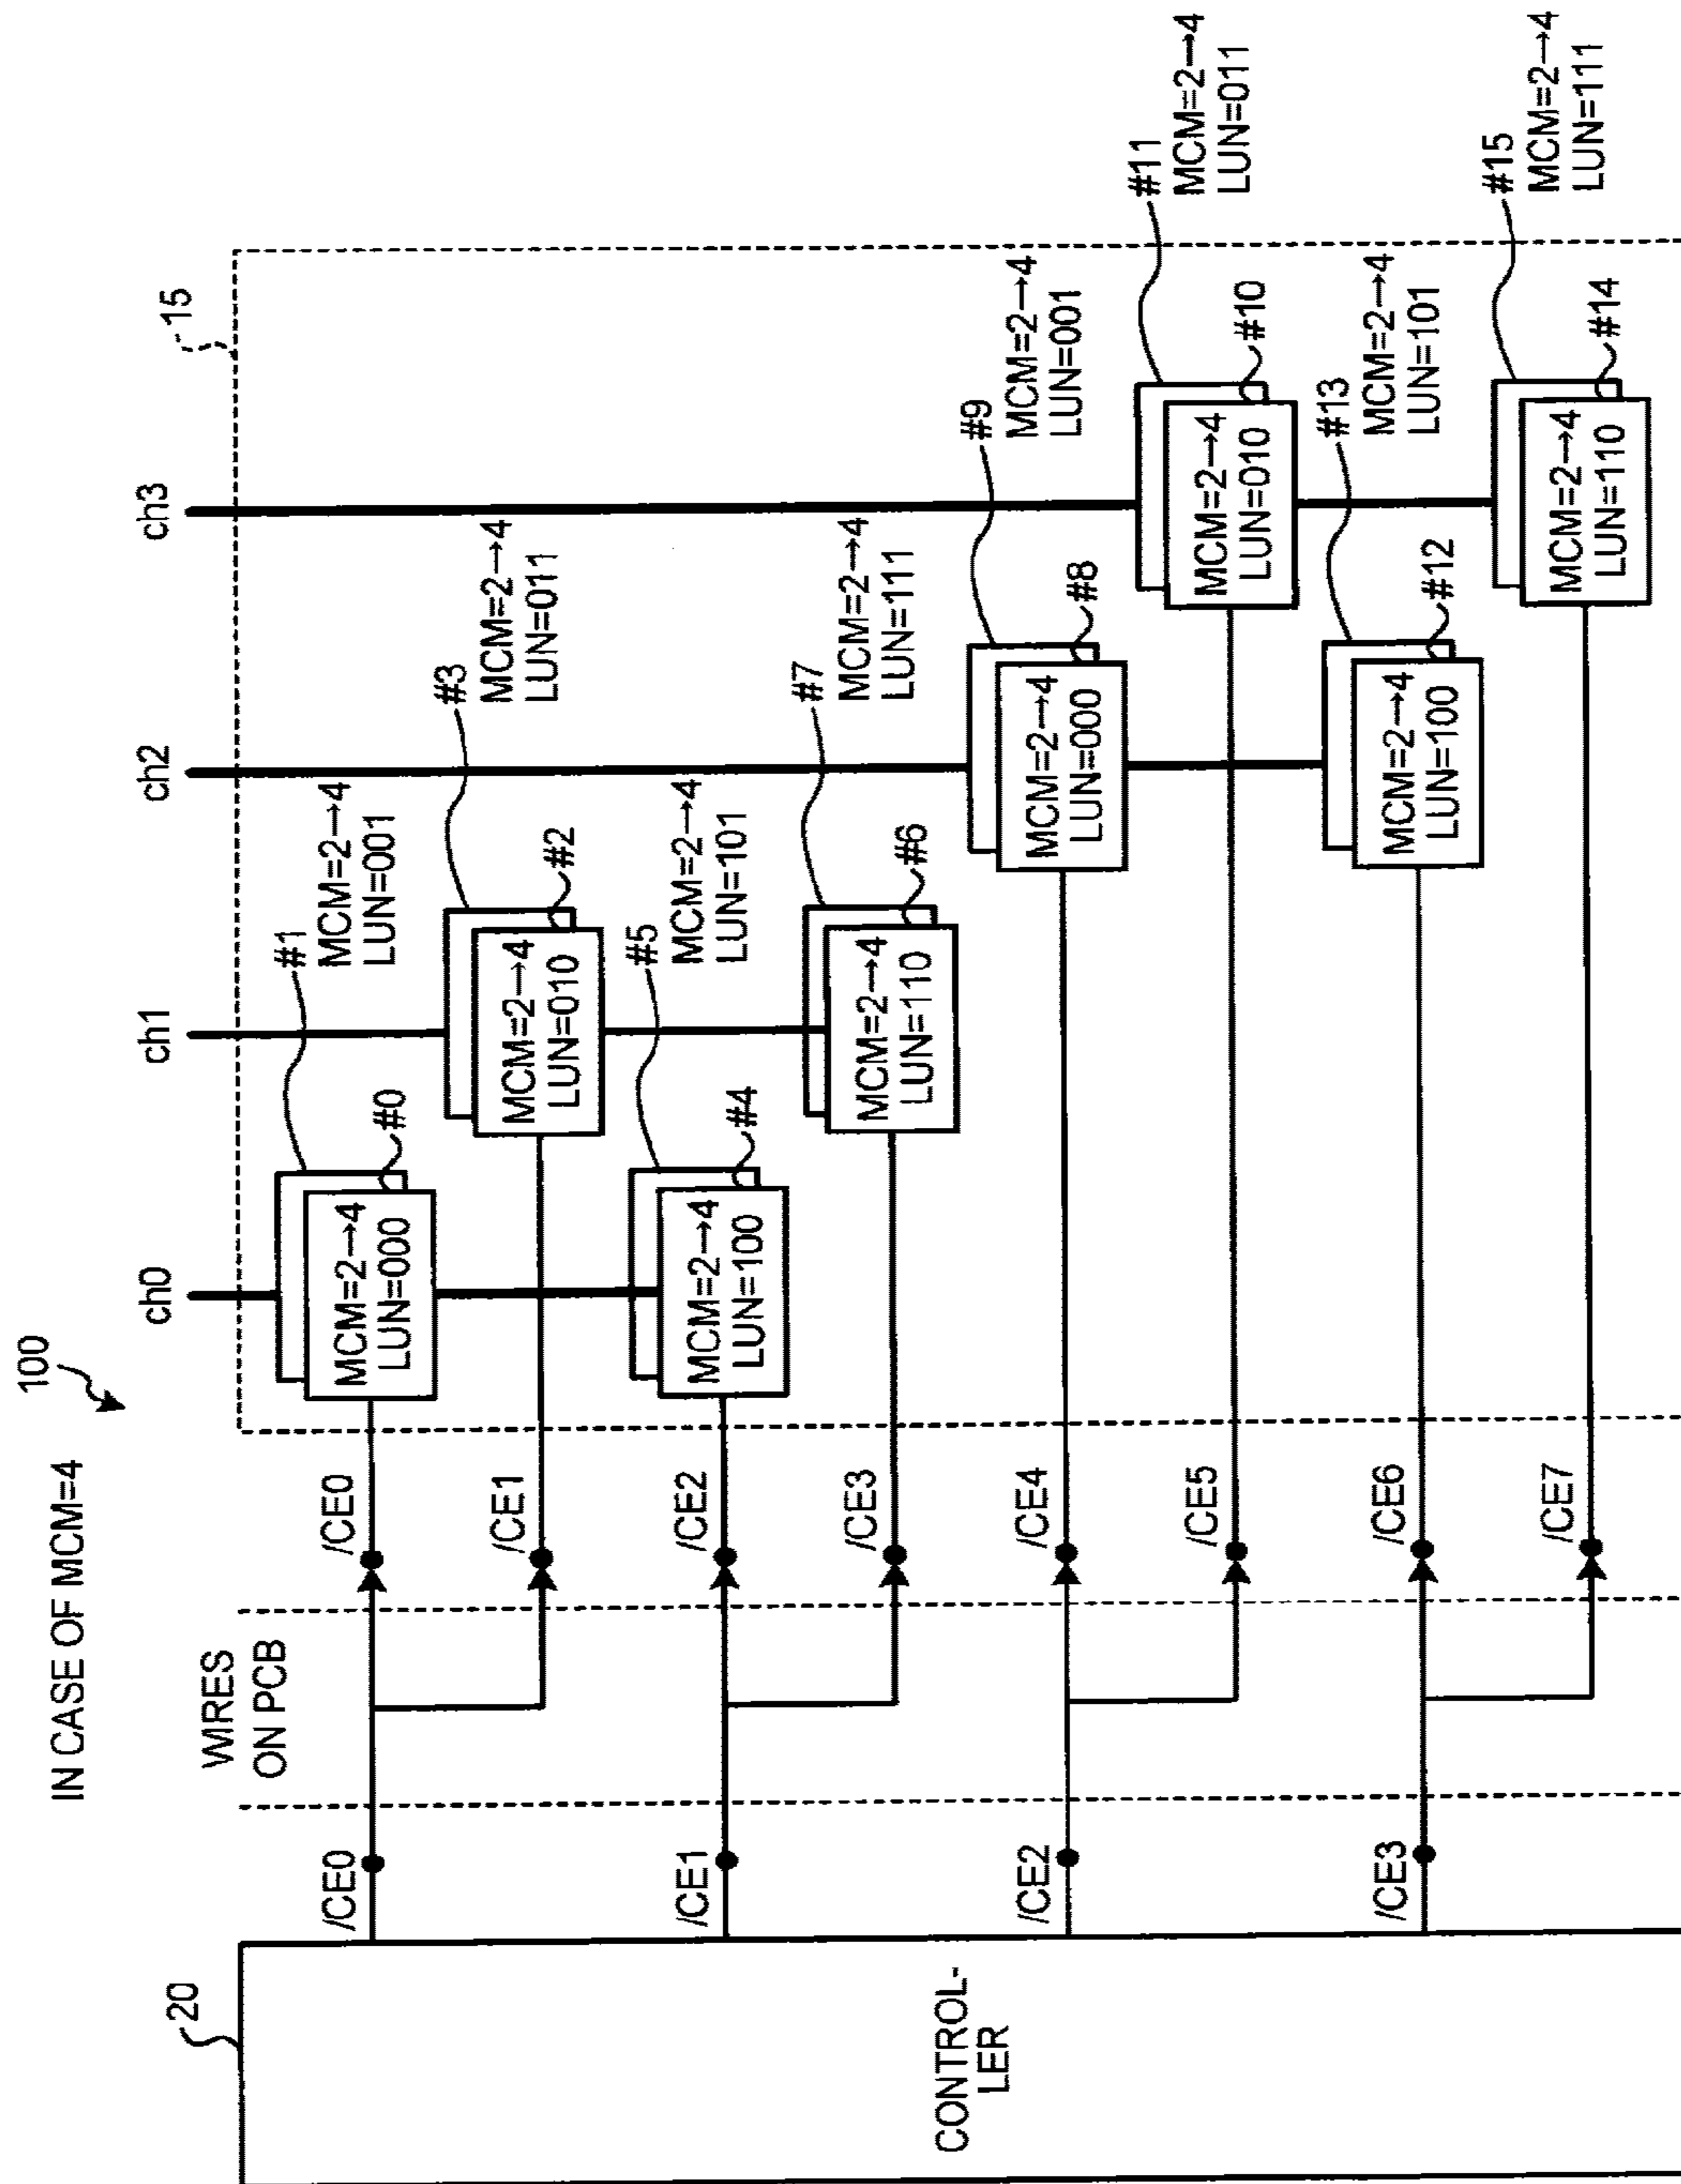 IN CASE OF MCM=4
100
20
CONTROL-
LER
WIRES
ON PCB
15
ch0
ch1
ch2
ch3
/CE0
/CE0
/CE1
/CE1
/CE2
/CE3
/CE2
/CE4
/CE5
/CE3
/CE6
/CE7
#1
MCM=2→4
LUN=001
MCM=2→4
LUN=000
#0
#3
MCM=2→4
LUN=011
MCM=2→4
LUN=010
#2
#5
MCM=2→4
LUN=101
MCM=2→4
LUN=100
#4
#7
MCM=2→4
LUN=111
MCM=2→4
LUN=110
#6
#9
MCM=2→4
LUN=001
MCM=2→4
LUN=000
#8
#11
MCM=2→4
LUN=011
MCM=2→4
LUN=010
#10
#13
MCM=2→4
LUN=101
MCM=2→4
LUN=100
#12
#15
MCM=2→4
LUN=111
MCM=2→4
LUN=110
#14